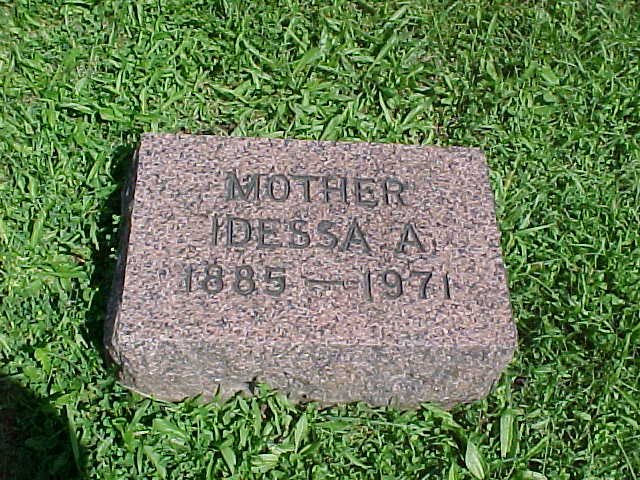 MOTHER
IDESSA A
1885 — 1971